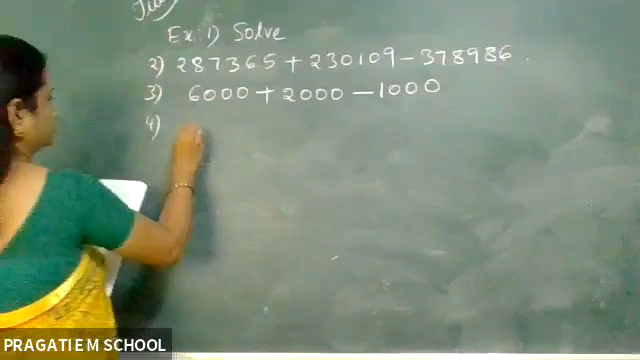 Ex: 1) Solve
2) 287365 + 230109 - 378986 .
3) 6000 + 2000 - 1000
4)
PRAGATI E M SCHOOL